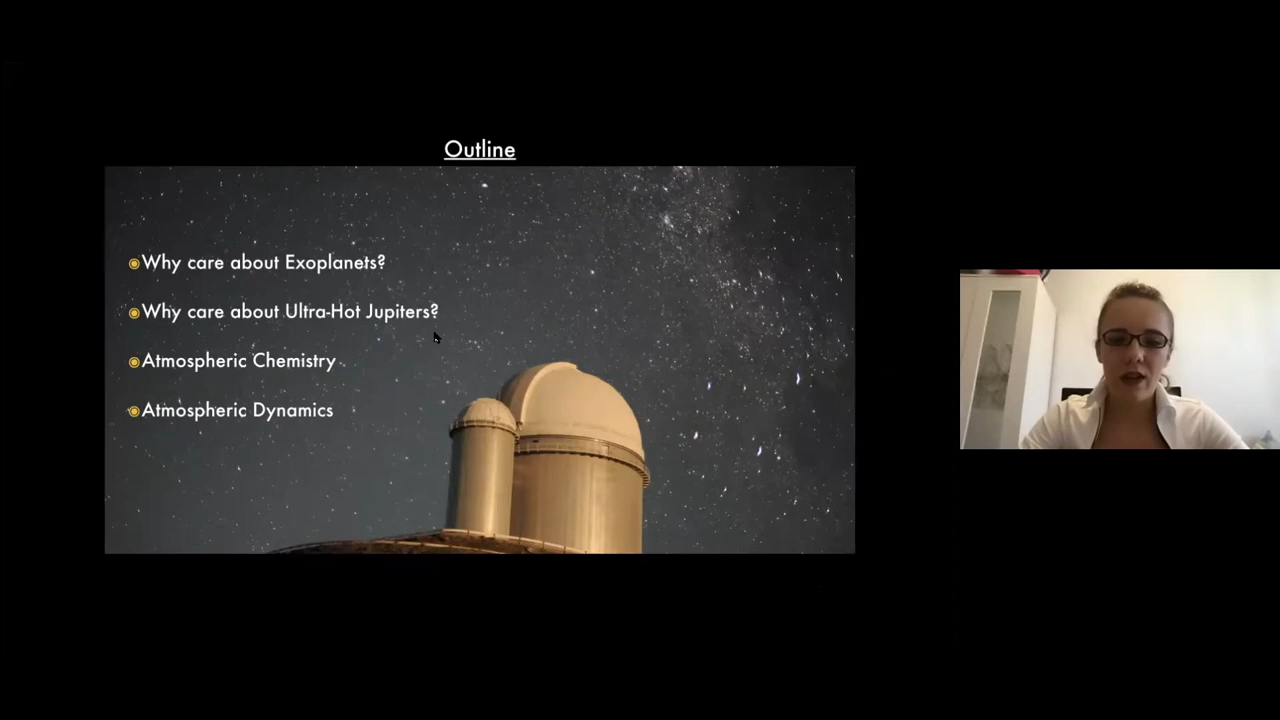 Outline
Why care about Exoplanets?
Why care about Ultra-Hot Jupiters?
Atmospheric Chemistry
Atmospheric Dynamics